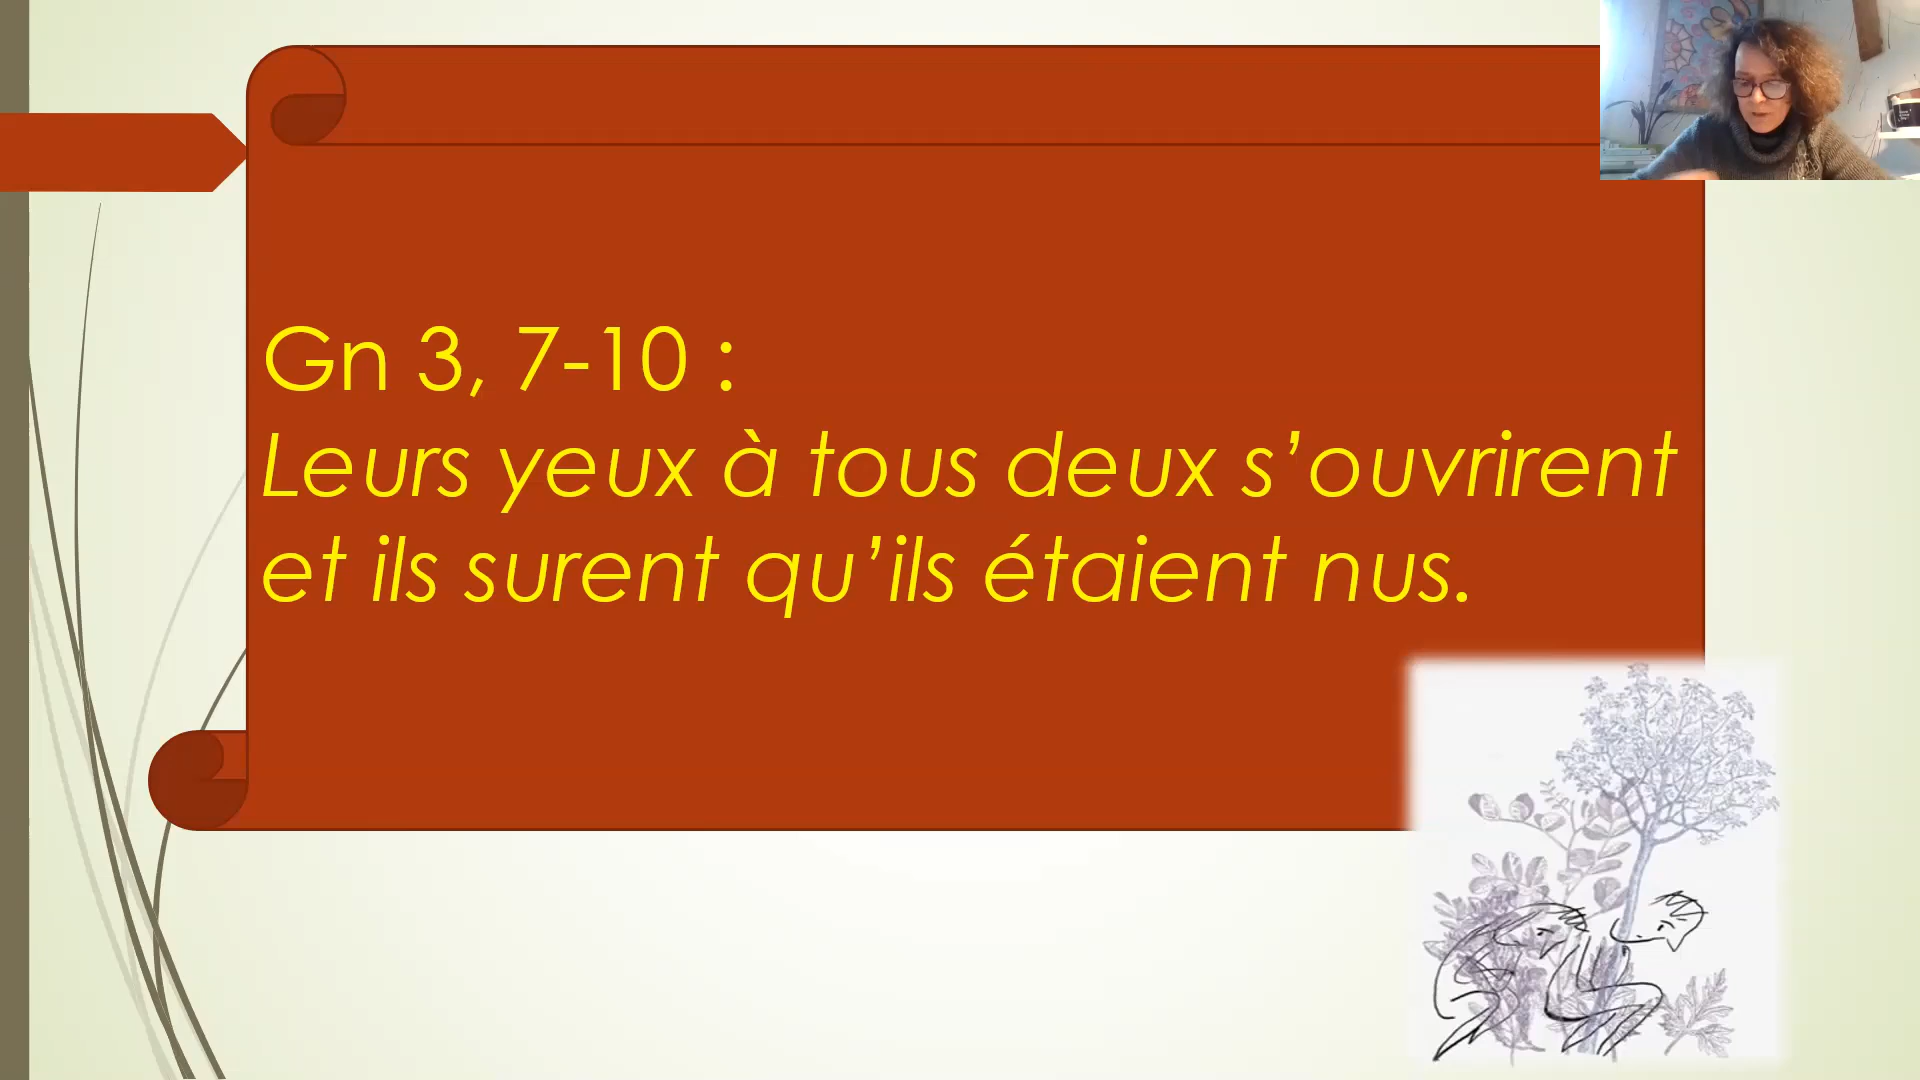 Gn 3, 7-10 :
Leurs yeux à tous deux s’ouvrirent
et ils surent qu’ils étaient nus.